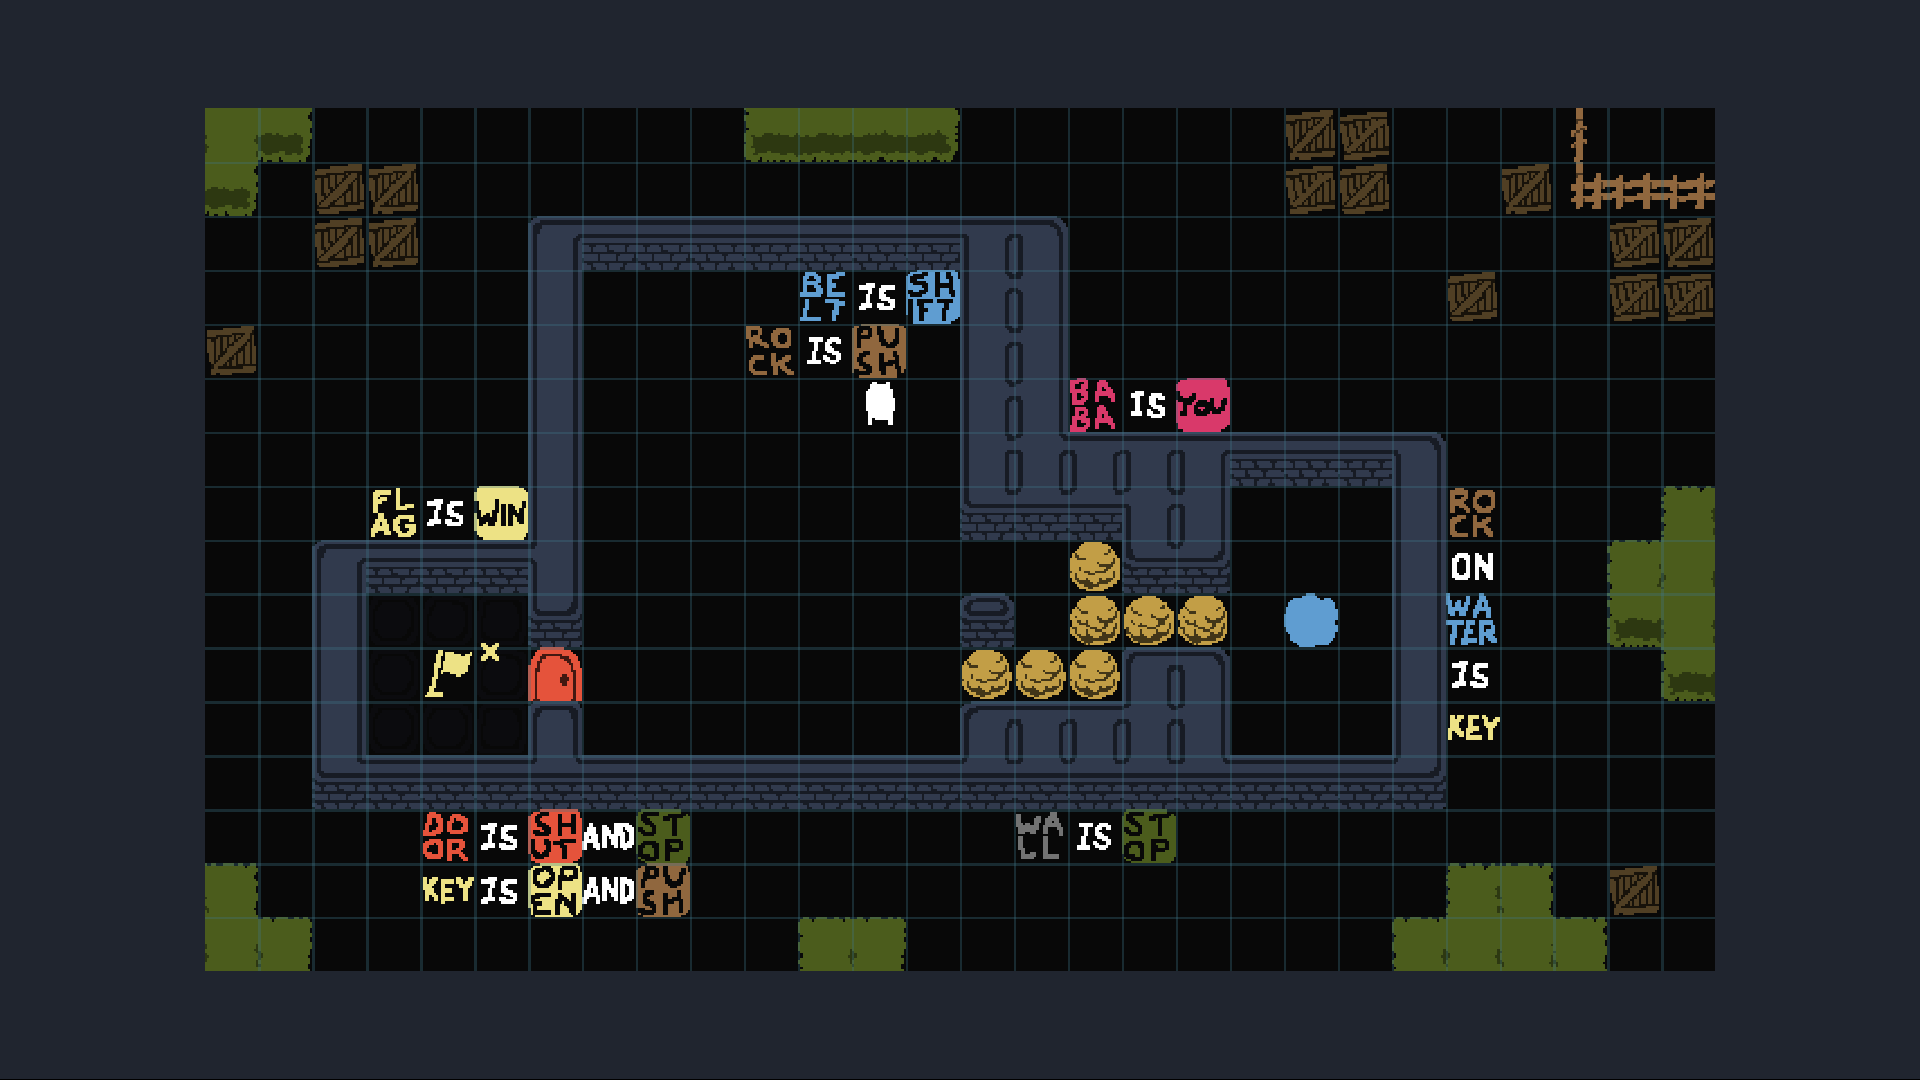 BELT IS SHIFT
ROCK IS PUSH
BABA IS YOU
FLAG IS WIN
ROCK
ON
WATER
IS
KEY
DOOR IS SHUT AND STOP
WALL IS STOP
KEY IS OPEN AND PUSH